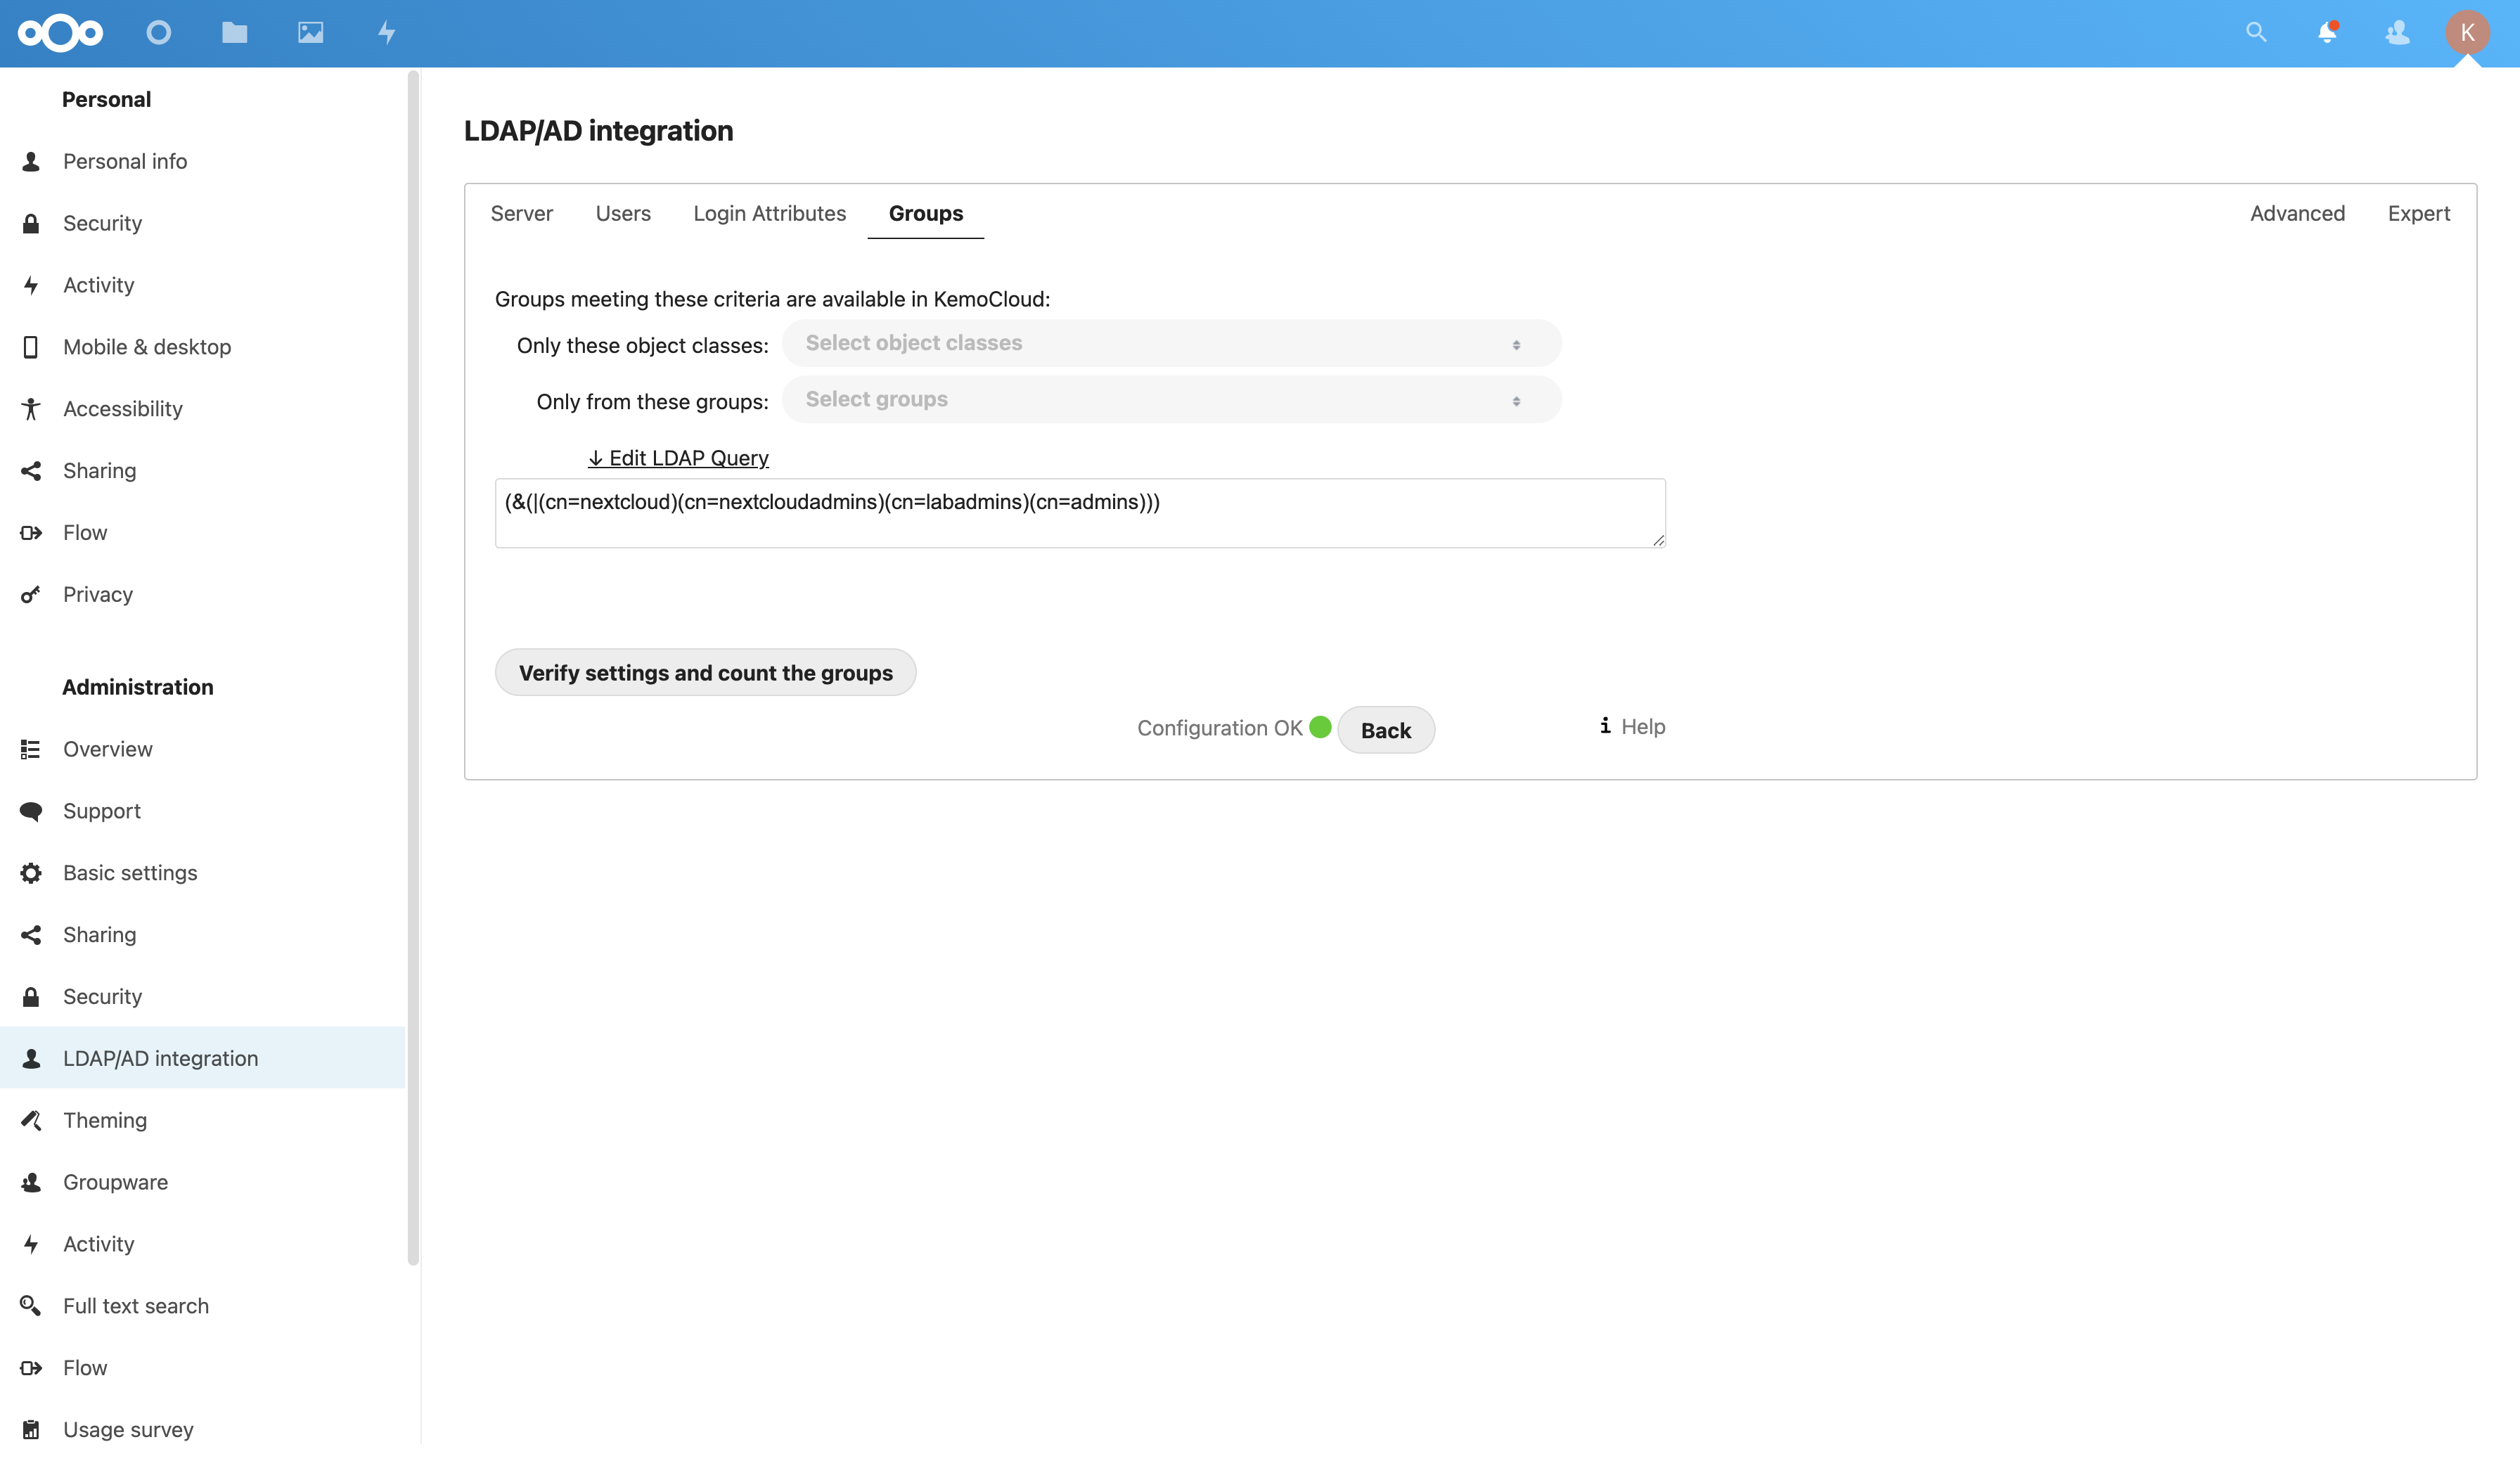 K
Personal
Personal info
Security
Activity
Mobile & desktop
Accessibility
Sharing
Flow
Privacy
Administration
Overview
Support
Basic settings
Sharing
Security
LDAP/AD integration
Theming
Groupware
Activity
Full text search
Flow
Usage survey
LDAP/AD integration
Server Users Login Attributes Groups Advanced Expert
Groups meeting these criteria are available in KemoCloud:
Only these object classes: Select object classes
Only from these groups: Select groups
↓ Edit LDAP Query
(&(|(cn=nextcloud)(cn=nextcloudadmins)(cn=labadmins)(cn=admins)))
Verify settings and count the groups
Configuration OK Back i Help